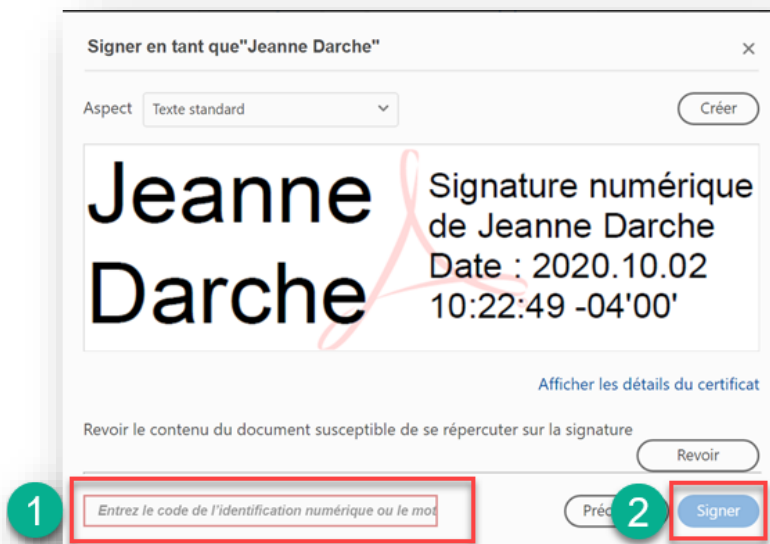 Signer en tant que"Jeanne Darche"
Aspect Texte standard Créer
Jeanne
Darche
Signature numérique
de Jeanne Darche
Date : 2020.10.02
10:22:49 -04'00'
Afficher les détails du certificat
Revoir le contenu du document susceptible de se répercuter sur la signature
Revoir
1 Entrez le code de l'identification numérique ou le mot Préc 2 Signer